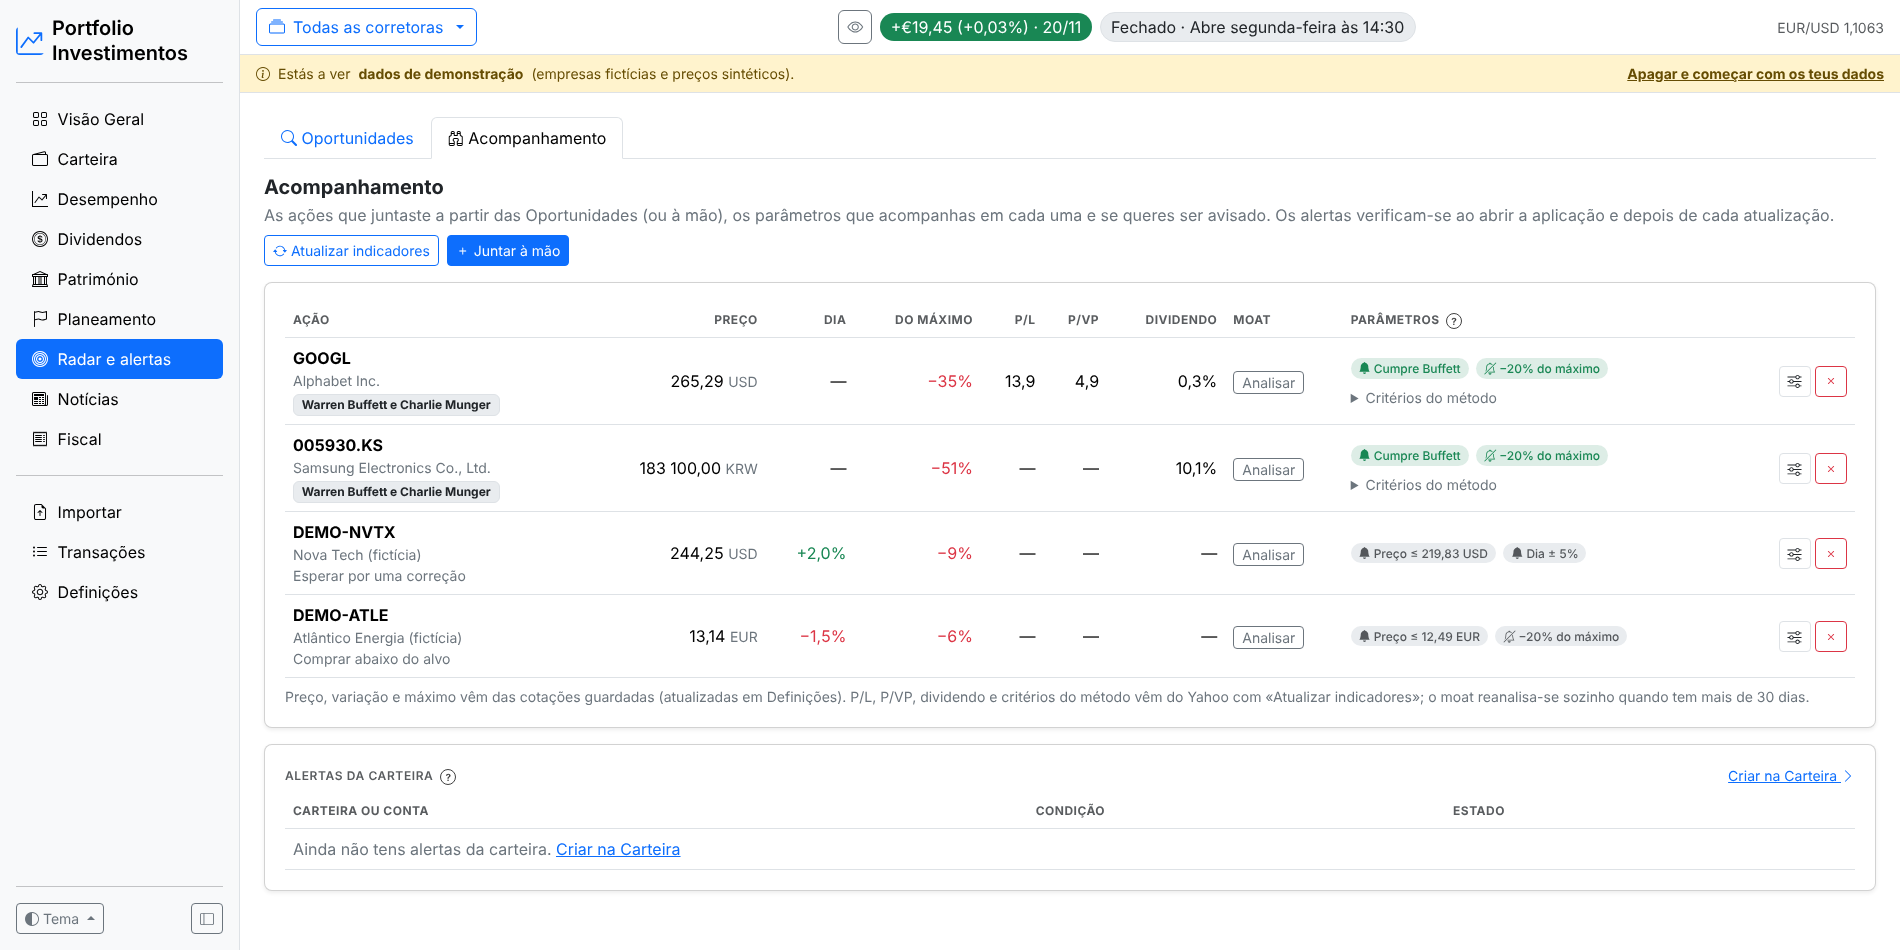 Portfolio
Investimentos
Todas as corretoras
+€19,45 (+0,03%) · 20/11
Fechado · Abre segunda-feira às 14:30
EUR/USD 1,1063
Estás a ver dados de demonstração (empresas fictícias e preços sintéticos).
Apagar e começar com os teus dados
Visão Geral
Carteira
Desempenho
Dividendos
Património
Planeamento
Radar e alertas
Notícias
Fiscal
Importar
Transações
Definições
Tema
Oportunidades
Acompanhamento
Acompanhamento
As ações que juntaste a partir das Oportunidades (ou à mão), os parâmetros que acompanhas em cada uma e se queres ser avisado. Os alertas verificam-se ao abrir a aplicação e depois de cada atualização.
Atualizar indicadores
+ Juntar à mão
AÇÃO PREÇO DIA DO MÁXIMO P/L P/VP DIVIDENDO MOAT PARÂMETROS ?
GOOGL
Alphabet Inc.
Warren Buffett e Charlie Munger
265,29 USD — −35% 13,9 4,9 0,3% Analisar
Cumpre Buffett −20% do máximo
Critérios do método
005930.KS
Samsung Electronics Co., Ltd.
Warren Buffett e Charlie Munger
183 100,00 KRW — −51% — — 10,1% Analisar
Cumpre Buffett −20% do máximo
Critérios do método
DEMO-NVTX
Nova Tech (fictícia)
Esperar por uma correção
244,25 USD +2,0% −9% — — — Analisar
Preço ≤ 219,83 USD Dia ± 5%
DEMO-ATLE
Atlântico Energia (fictícia)
Comprar abaixo do alvo
13,14 EUR −1,5% −6% — — — Analisar
Preço ≤ 12,49 EUR −20% do máximo
Preço, variação e máximo vêm das cotações guardadas (atualizadas em Definições). P/L, P/VP, dividendo e critérios do método vêm do Yahoo com «Atualizar indicadores»; o moat reanalisa-se sozinho quando tem mais de 30 dias.
ALERTAS DA CARTEIRA ?
Criar na Carteira
CARTEIRA OU CONTA CONDIÇÃO ESTADO
Ainda não tens alertas da carteira. Criar na Carteira